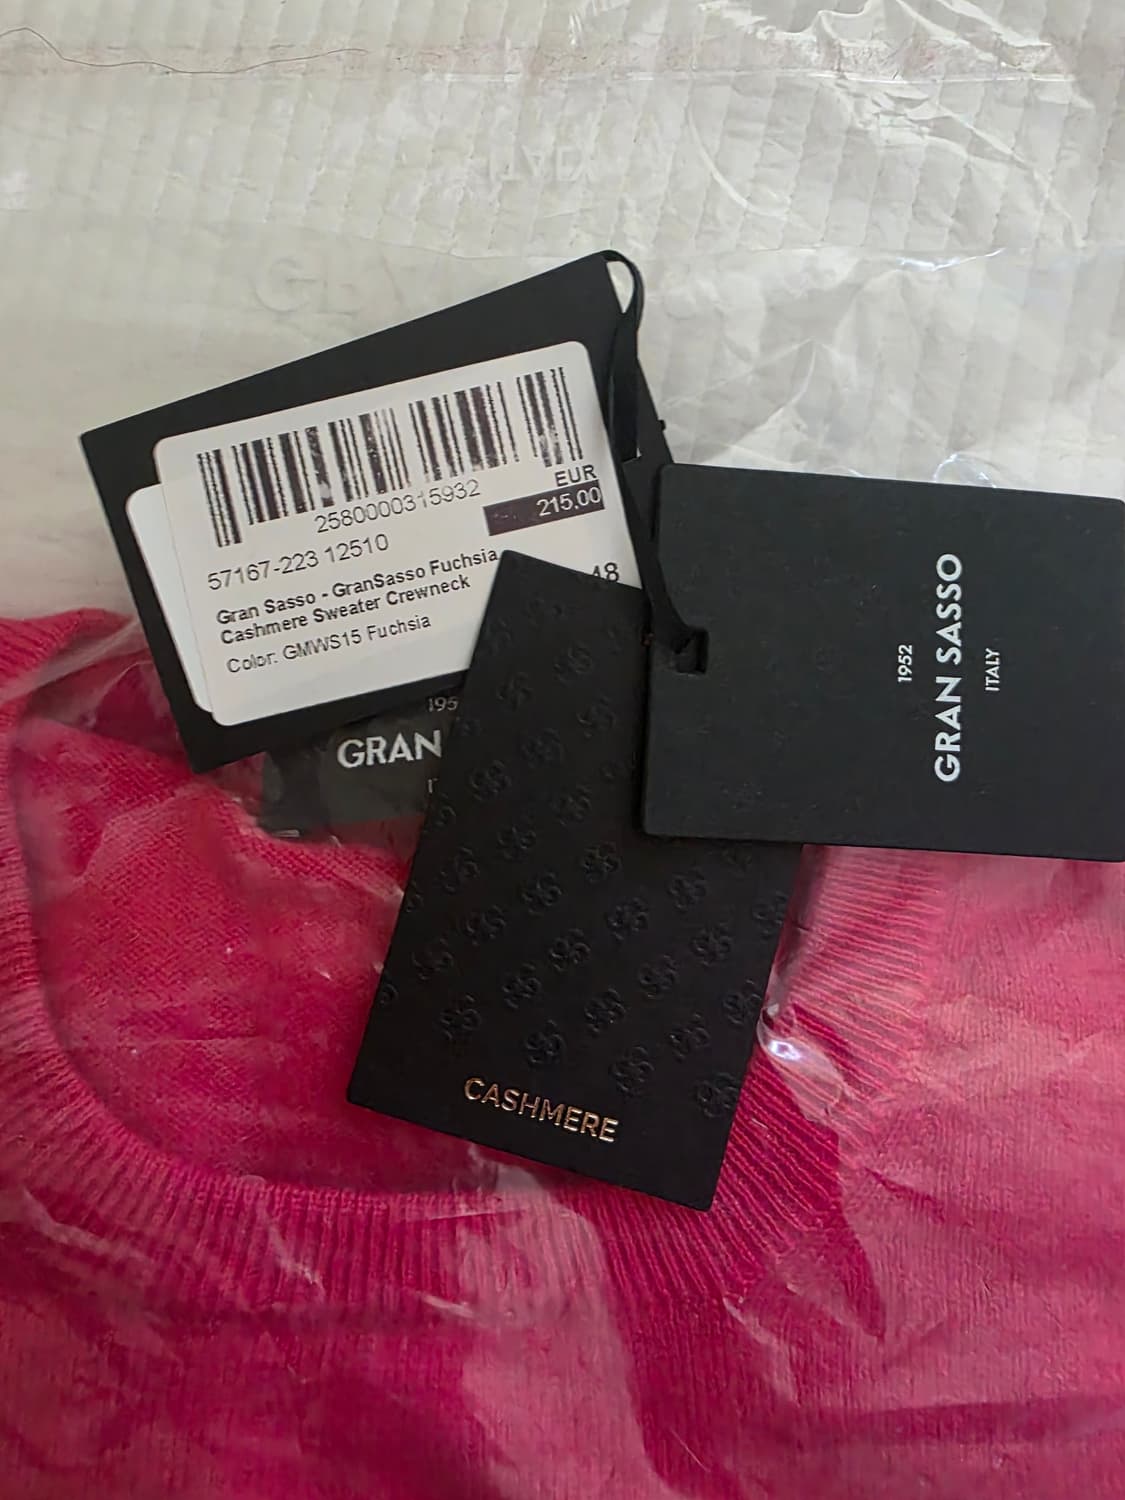 2580000315932
EUR
215.00
57167-223 12510
48
Gran Sasso - GranSasso Fuchsia
Cashmere Sweater Crewneck
Color: GMWS15 Fuchsia
195
GRAN
1952
GRAN SASSO
ITALY
CASHMERE